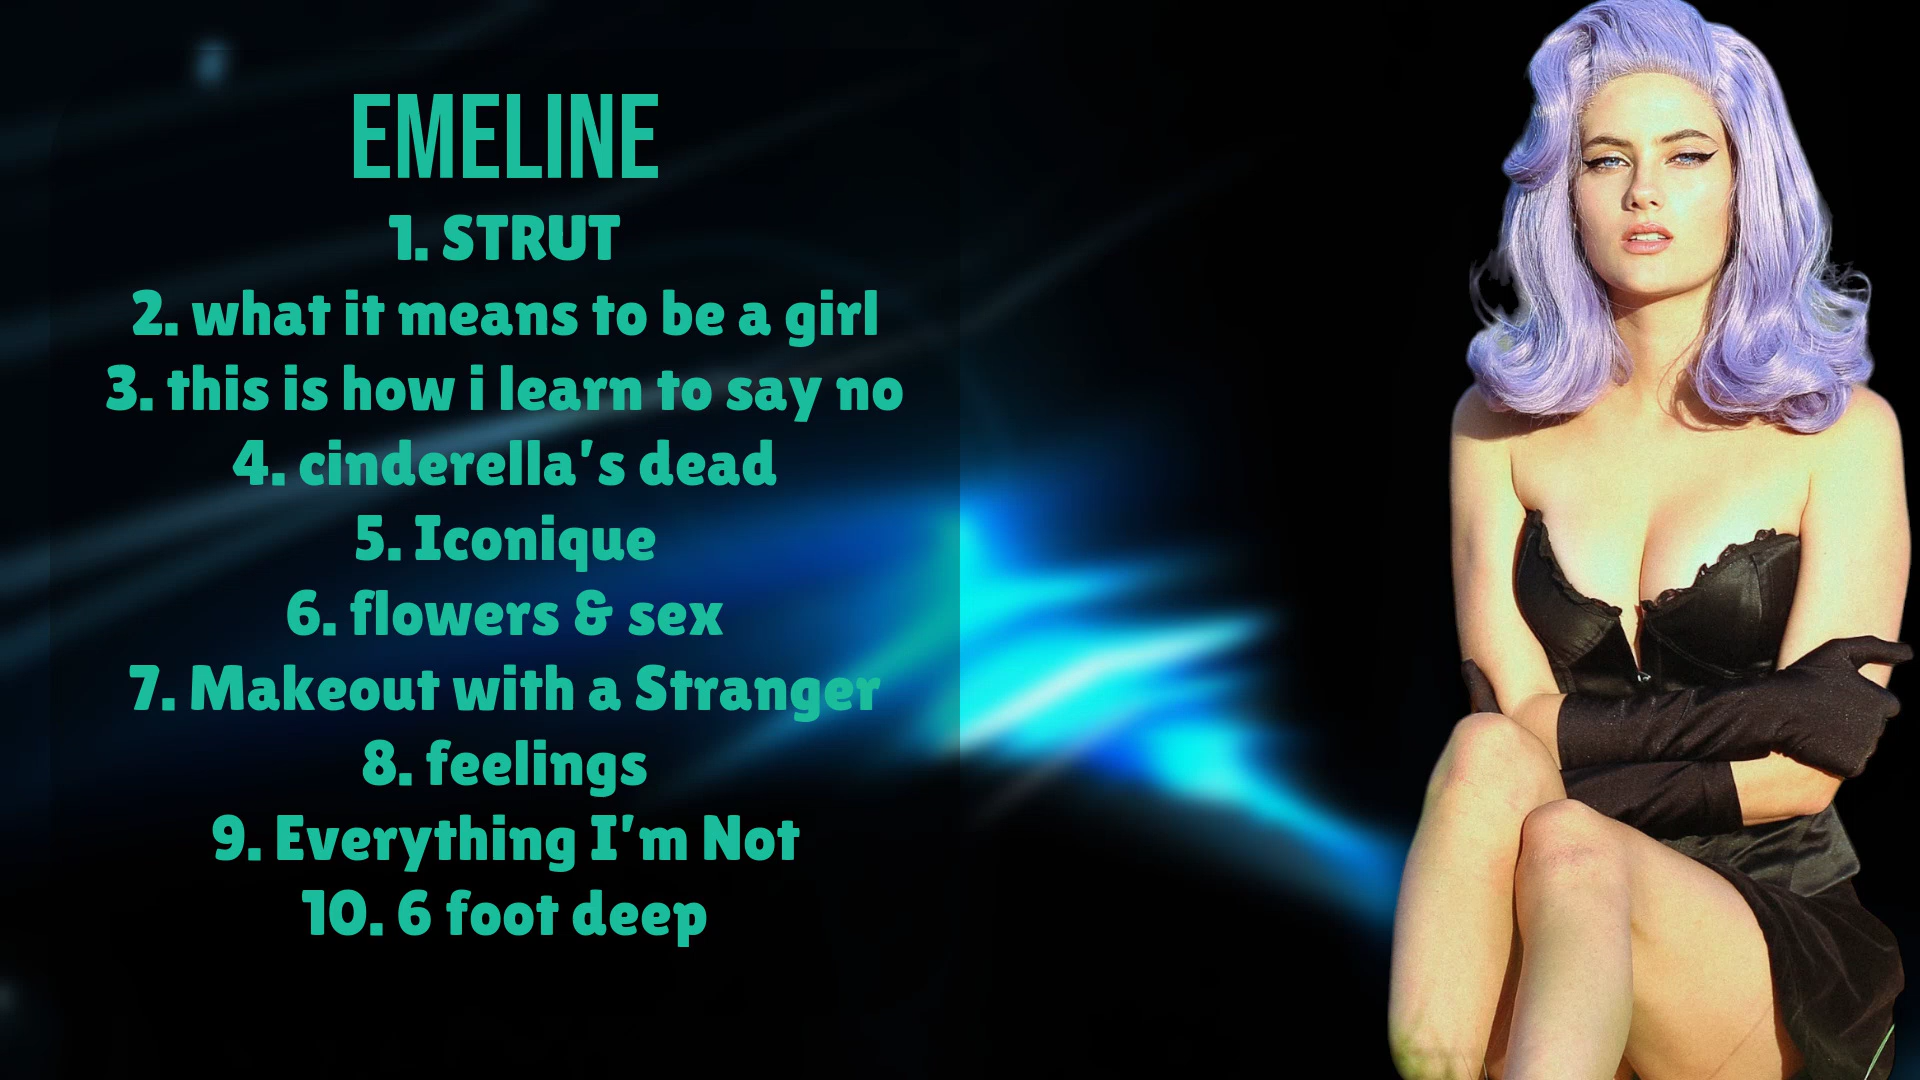 EMELINE
1. STRUT
2. what it means to be a girl
3. this is how i learn to say no
4. cinderella's dead
5. Iconique
6. flowers & sex
7. Makeout with a Stranger
8. feelings
9. Everything I'm Not
10. 6 foot deep